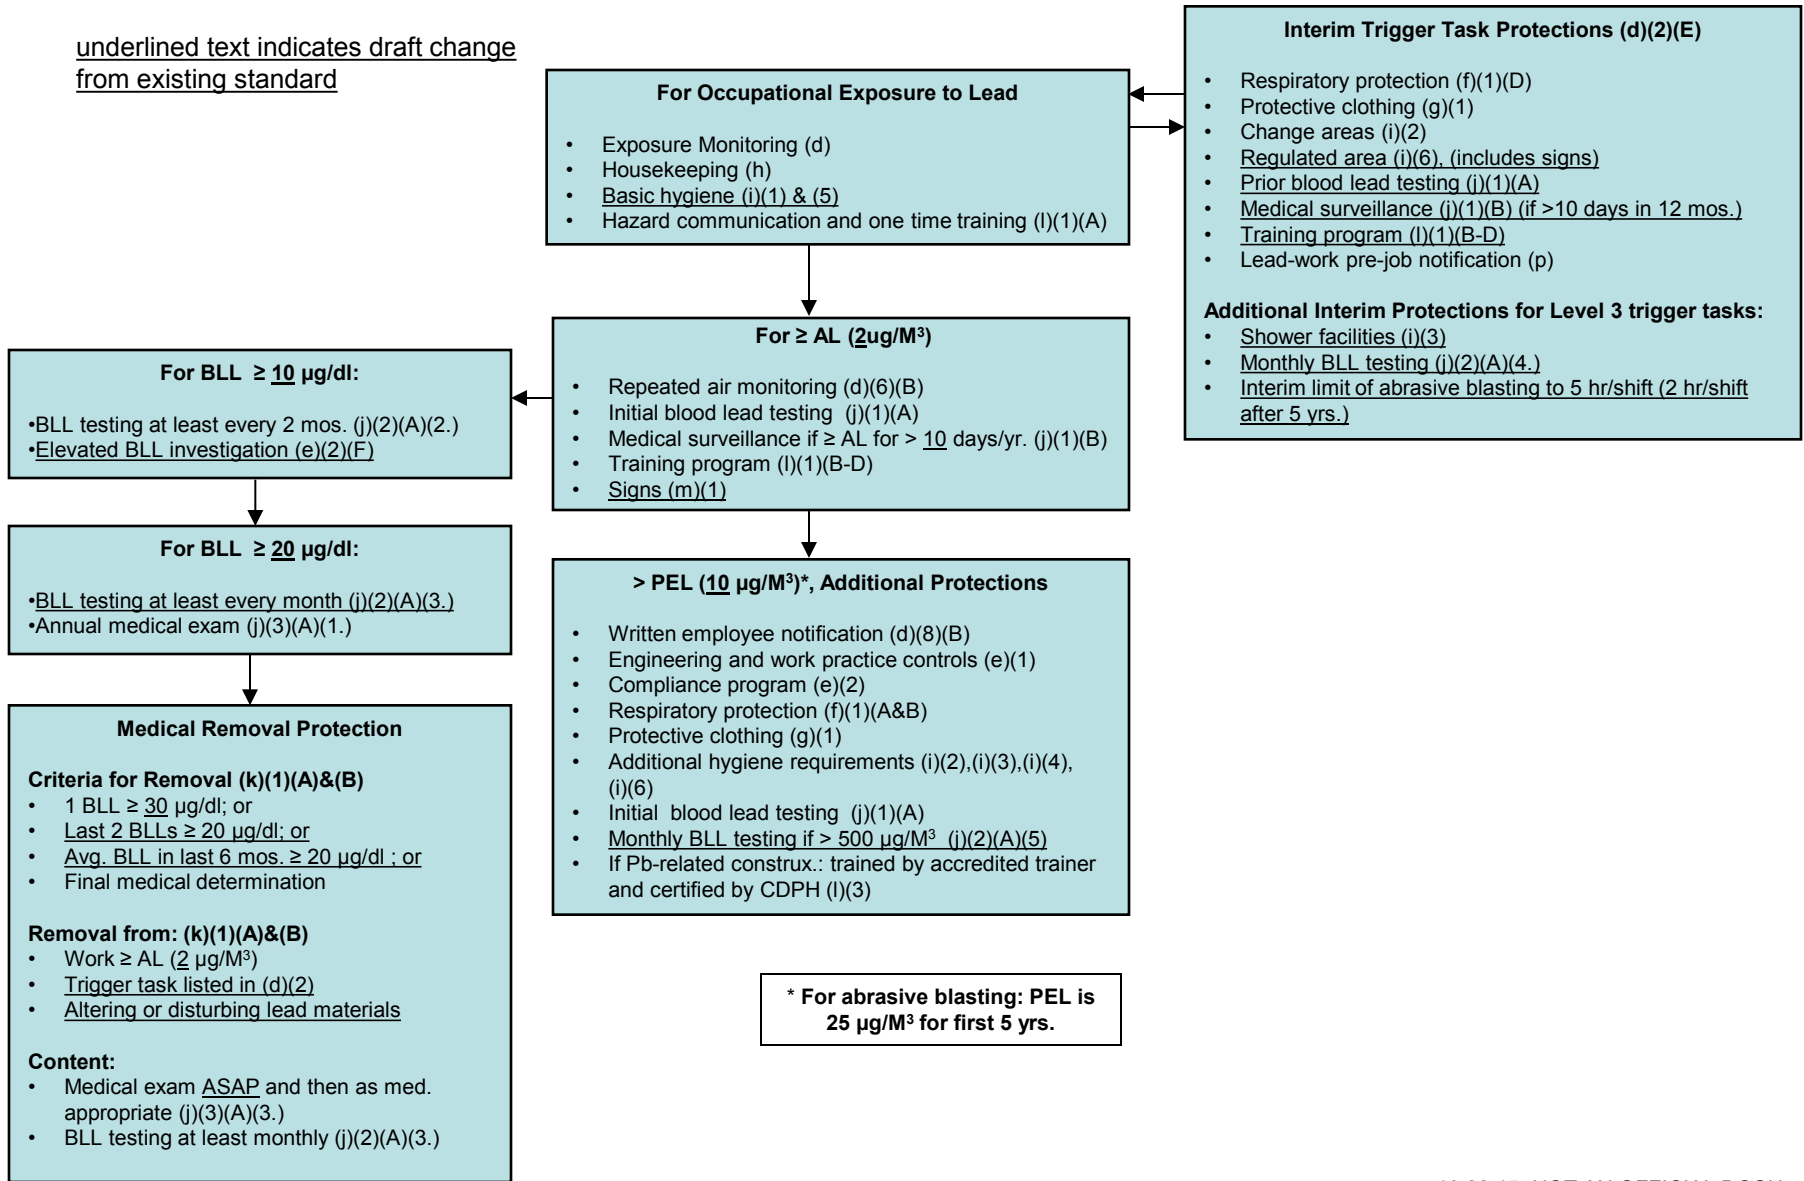 underlined text indicates draft change
from existing standard
For Occupational Exposure to Lead
• Exposure Monitoring (d)
• Housekeeping (h)
• Basic hygiene (i)(1) & (5)
• Hazard communication and one time training (l)(1)(A)
Interim Trigger Task Protections (d)(2)(E)
• Respiratory protection (f)(1)(D)
• Protective clothing (g)(1)
• Change areas (i)(2)
• Regulated area (i)(6), (includes signs)
• Prior blood lead testing (j)(1)(A)
• Medical surveillance (j)(1)(B) (if >10 days in 12 mos.)
• Training program (l)(1)(B-D)
• Lead-work pre-job notification (p)
Additional Interim Protections for Level 3 trigger tasks:
• Shower facilities (i)(3)
• Monthly BLL testing (j)(2)(A)(4.)
• Interim limit of abrasive blasting to 5 hr/shift (2 hr/shift
after 5 yrs.)
For ≥ AL (2ug/M³)
• Repeated air monitoring (d)(6)(B)
• Initial blood lead testing (j)(1)(A)
• Medical surveillance if ≥ AL for > 10 days/yr. (j)(1)(B)
• Training program (l)(1)(B-D)
• Signs (m)(1)
For BLL ≥ 10 µg/dl:
•BLL testing at least every 2 mos. (j)(2)(A)(2.)
•Elevated BLL investigation (e)(2)(F)
For BLL ≥ 20 µg/dl:
•BLL testing at least every month (j)(2)(A)(3.)
•Annual medical exam (j)(3)(A)(1.)
Medical Removal Protection
Criteria for Removal (k)(1)(A)&(B)
• 1 BLL ≥ 30 µg/dl; or
• Last 2 BLLs ≥ 20 µg/dl; or
• Avg. BLL in last 6 mos. ≥ 20 µg/dl ; or
• Final medical determination
Removal from: (k)(1)(A)&(B)
• Work ≥ AL (2 µg/M³)
• Trigger task listed in (d)(2)
• Altering or disturbing lead materials
Content:
• Medical exam ASAP and then as med.
appropriate (j)(3)(A)(3.)
• BLL testing at least monthly (j)(2)(A)(3.)
> PEL (10 µg/M³)*, Additional Protections
• Written employee notification (d)(8)(B)
• Engineering and work practice controls (e)(1)
• Compliance program (e)(2)
• Respiratory protection (f)(1)(A&B)
• Protective clothing (g)(1)
• Additional hygiene requirements (i)(2),(i)(3),(i)(4),
(i)(6)
• Initial blood lead testing (j)(1)(A)
• Monthly BLL testing if > 500 µg/M³ (j)(2)(A)(5)
• If Pb-related construx.: trained by accredited trainer
and certified by CDPH (l)(3)
* For abrasive blasting: PEL is
25 µg/M³ for first 5 yrs.